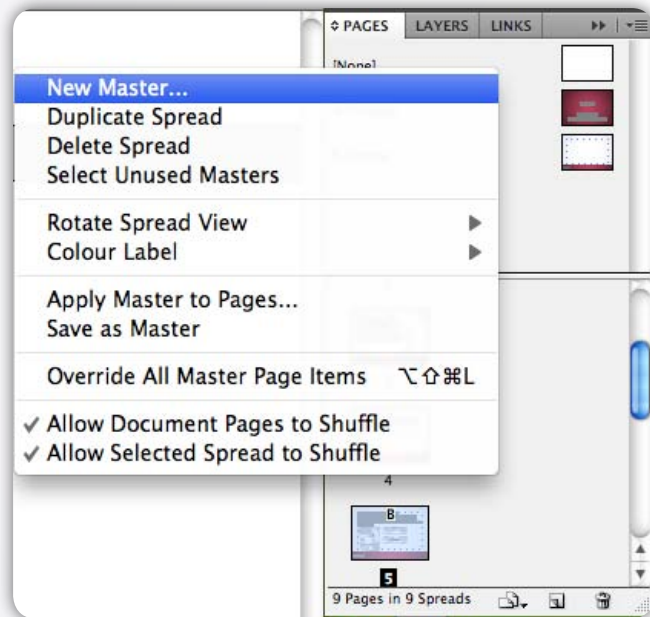 PAGES LAYERS LINKS
[None]
New Master...
Duplicate Spread
Delete Spread
Select Unused Masters
Rotate Spread View
Colour Label
Apply Master to Pages...
Save as Master
Override All Master Page Items ⌥⇧⌘L
✓ Allow Document Pages to Shuffle
✓ Allow Selected Spread to Shuffle
4
B
5
9 Pages in 9 Spreads